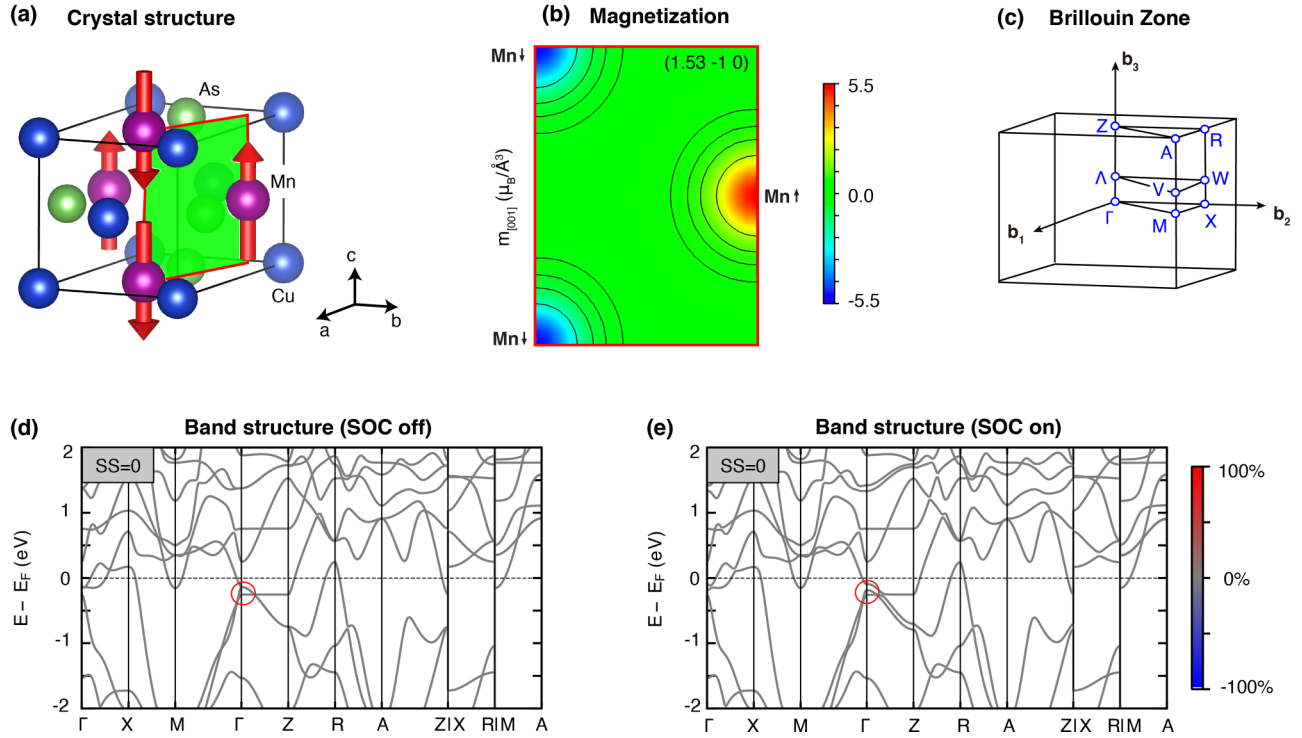 (a) Crystal structure
As
Mn
Cu
c
a
b
(b) Magnetization
Mn↓
(1.53 -1 0)
Mn↑
Mn↓
m|[001] (μB/Å³)
5.5
0.0
-5.5
(c) Brillouin Zone
b3
Z
A
R
Λ
V
W
Γ
M
X
b1
b2
(d) Band structure (SOC off)
SS=0
E − EF (eV)
2
1
0
-1
-2
Γ X M Γ Z R A Z| X R| M A
(e) Band structure (SOC on)
SS=0
E − EF (eV)
2
1
0
-1
-2
Γ X M Γ Z R A Z| X R| M A
100%
0%
-100%